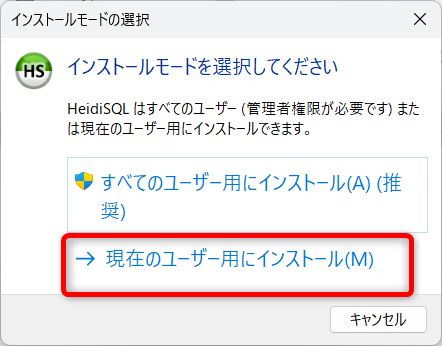 インストールモードの選択
HS
インストールモードを選択してください
HeidiSQL はすべてのユーザー (管理者権限が必要です) また
は現在のユーザー用にインストールできます。
すべてのユーザー用にインストール(A) (推
奨)
現在のユーザー用にインストール(M)
キャンセル